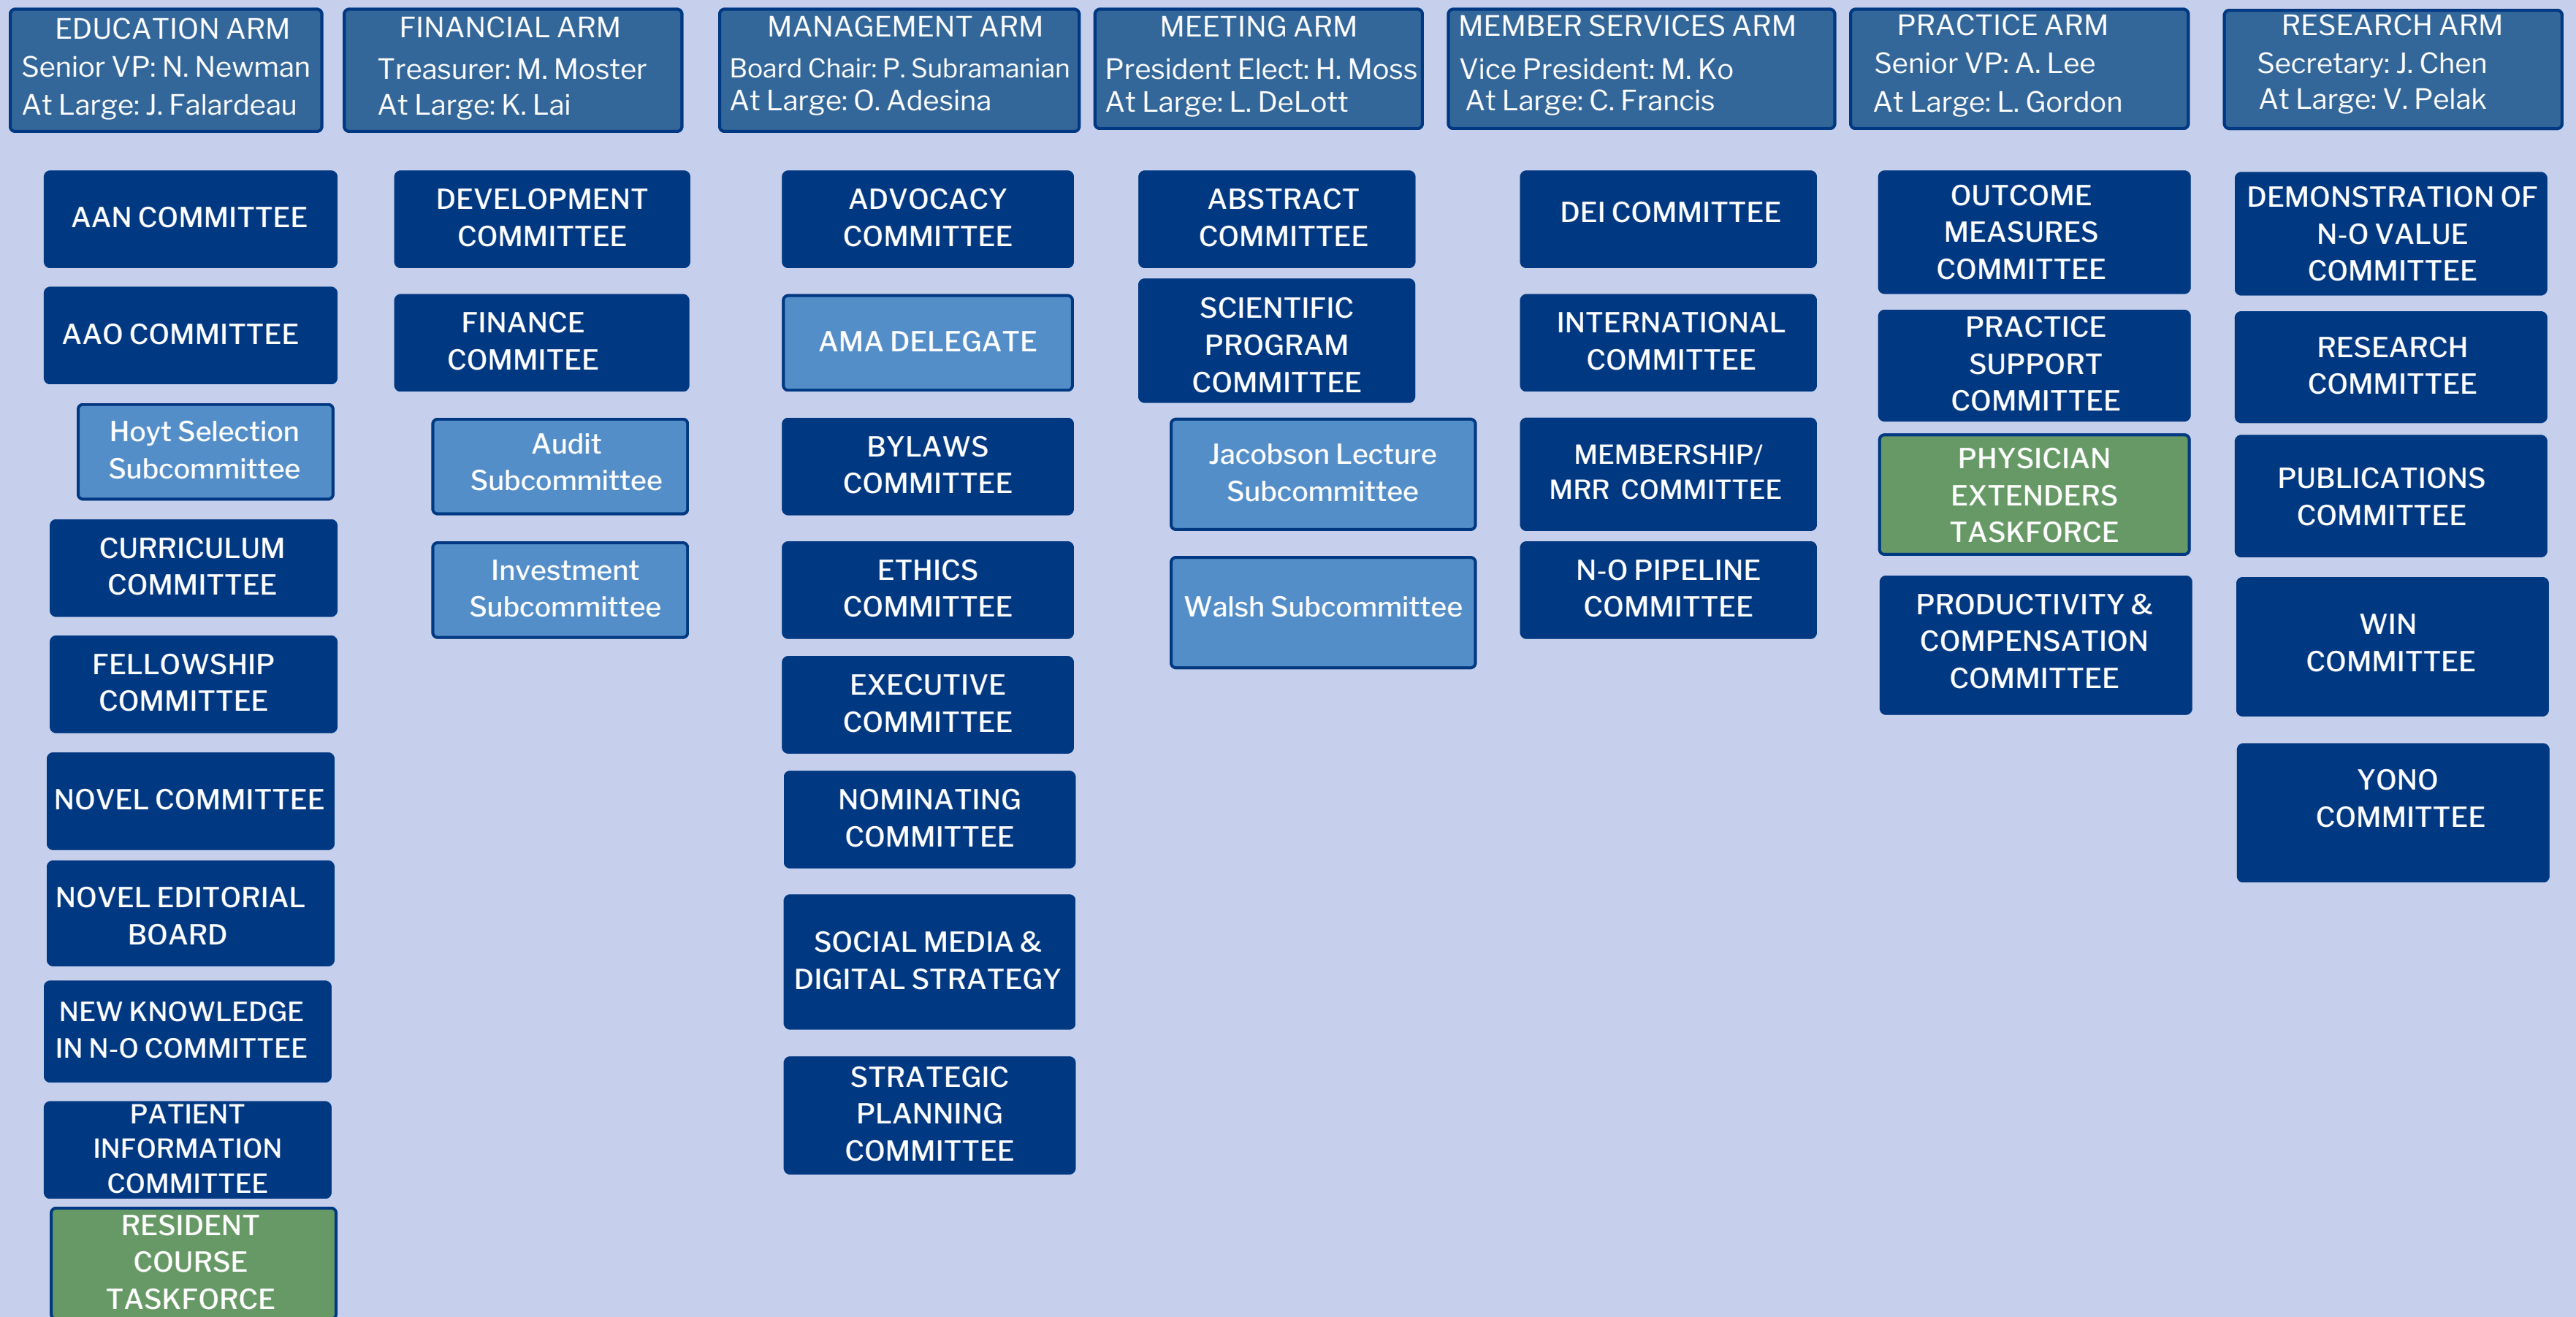 EDUCATION ARM
Senior VP: N. Newman
At Large: J. Falardeau
AAN COMMITTEE
AAO COMMITTEE
Hoyt Selection
Subcommittee
CURRICULUM
COMMITTEE
FELLOWSHIP
COMMITTEE
NOVEL COMMITTEE
NOVEL EDITORIAL
BOARD
NEW KNOWLEDGE
IN N-O COMMITTEE
PATIENT
INFORMATION
COMMITTEE
RESIDENT
COURSE
TASKFORCE
FINANCIAL ARM
Treasurer: M. Moster
At Large: K. Lai
DEVELOPMENT
COMMITTEE
FINANCE
COMMITEE
Audit
Subcommittee
Investment
Subcommittee
MANAGEMENT ARM
Board Chair: P. Subramanian
At Large: O. Adesina
ADVOCACY
COMMITTEE
AMA DELEGATE
BYLAWS
COMMITTEE
ETHICS
COMMITTEE
EXECUTIVE
COMMITTEE
NOMINATING
COMMITTEE
SOCIAL MEDIA &
DIGITAL STRATEGY
STRATEGIC
PLANNING
COMMITTEE
MEETING ARM
President Elect: H. Moss
At Large: L. DeLott
ABSTRACT
COMMITTEE
SCIENTIFIC
PROGRAM
COMMITTEE
Jacobson Lecture
Subcommittee
Walsh Subcommittee
MEMBER SERVICES ARM
Vice President: M. Ko
At Large: C. Francis
DEI COMMITTEE
INTERNATIONAL
COMMITTEE
MEMBERSHIP/
MRR COMMITTEE
N-O PIPELINE
COMMITTEE
PRACTICE ARM
Senior VP: A. Lee
At Large: L. Gordon
OUTCOME
MEASURES
COMMITTEE
PRACTICE
SUPPORT
COMMITTEE
PHYSICIAN
EXTENDERS
TASKFORCE
PRODUCTIVITY &
COMPENSATION
COMMITTEE
RESEARCH ARM
Secretary: J. Chen
At Large: V. Pelak
DEMONSTRATION OF
N-O VALUE
COMMITTEE
RESEARCH
COMMITTEE
PUBLICATIONS
COMMITTEE
WIN
COMMITTEE
YONO
COMMITTEE